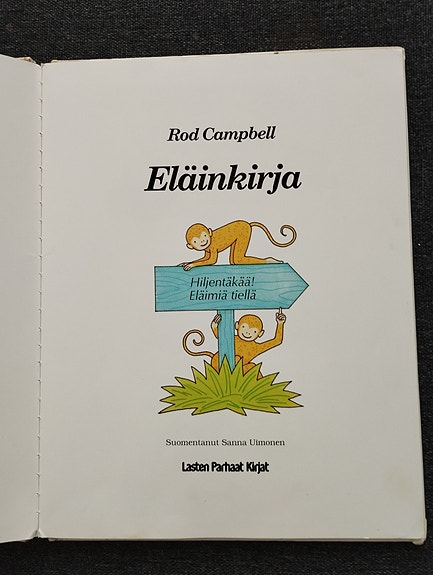 Rod Campbell
Eläinkirja
Hiljentäkää!
Eläimiä tiellä
Suomentanut Sanna Uimonen
Lasten Parhaat Kirjat